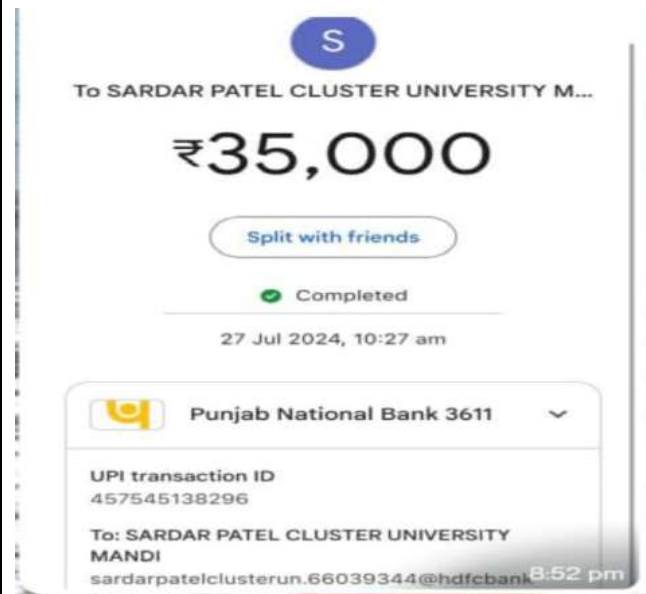 S
To SARDAR PATEL CLUSTER UNIVERSITY M...
₹35,000
Split with friends
Completed
27 Jul 2024, 10:27 am
Punjab National Bank 3611
UPI transaction ID
457545138296
To: SARDAR PATEL CLUSTER UNIVERSITY
MANDI
sardarpatelclusterun.66039344@hdfcbank
8:52 pm